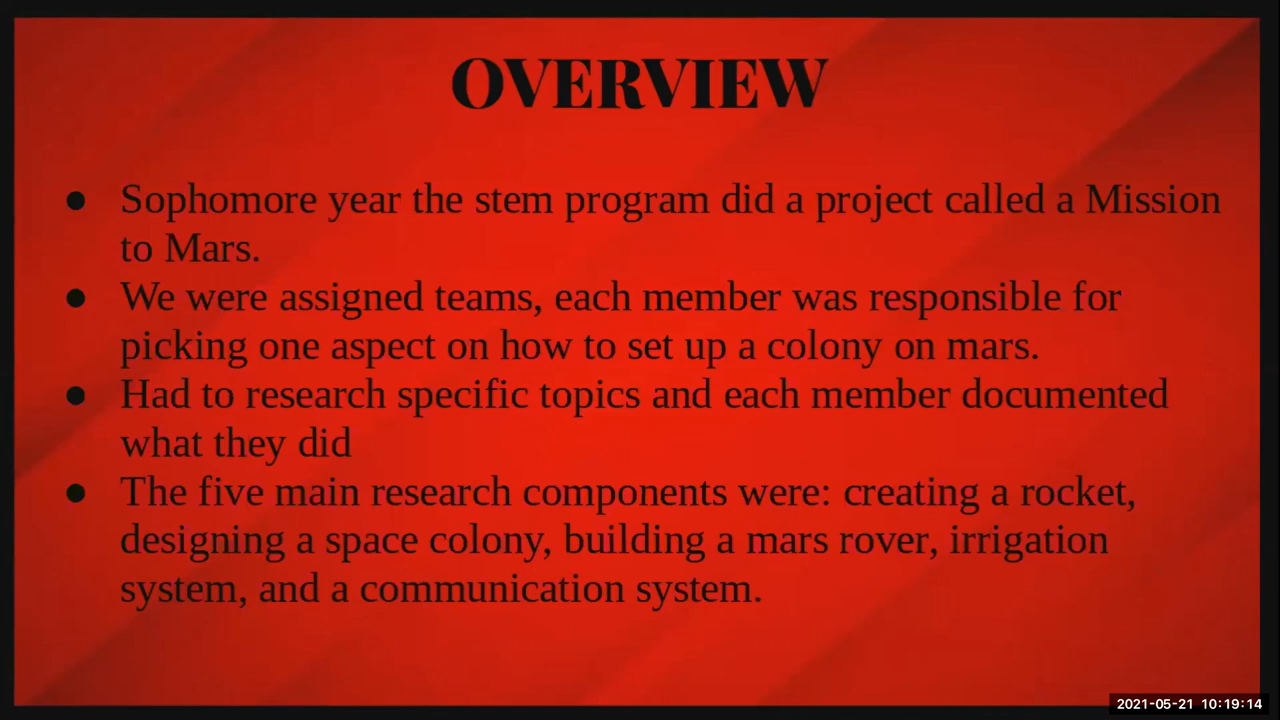 OVERVIEW
● Sophomore year the stem program did a project called a Mission
to Mars.
● We were assigned teams, each member was responsible for
picking one aspect on how to set up a colony on mars.
● Had to research specific topics and each member documented
what they did
● The five main research components were: creating a rocket,
designing a space colony, building a mars rover, irrigation
system, and a communication system.
2021-05-21 10:19:14